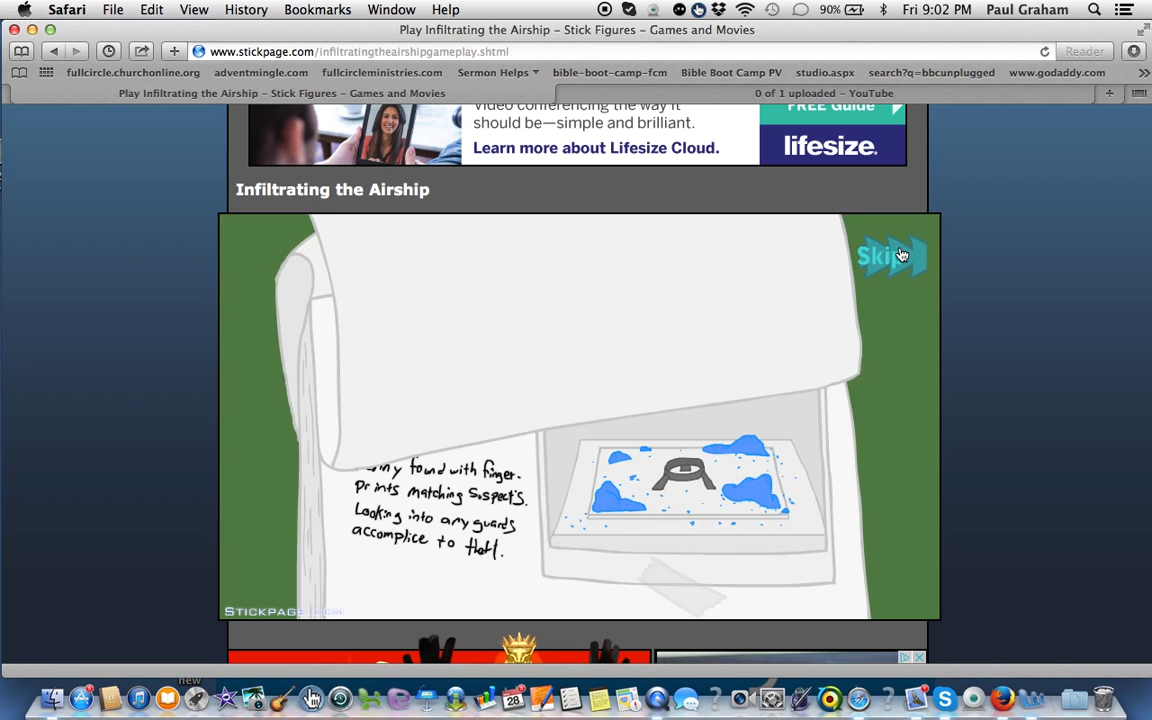 Safari File Edit View History Bookmarks Window Help 90% Fri 9:02 PM Paul Graham
Play Infiltrating the Airship – Stick Figures – Games and Movies
www.stickpage.com/infiltratingtheairshipgameplay.shtml Reader
fullcircle.churchonline.org adventmingle.com fullcircleministries.com Sermon Helps bible-boot-camp-fcm Bible Boot Camp PV studio.aspx search?q=bbcunplugged www.godaddy.com
Play Infiltrating the Airship – Stick Figures – Games and Movies 0 of 1 uploaded – YouTube
Video conferencing the way it FREE Guide
should be—simple and brilliant.
Learn more about Lifesize Cloud. lifesize.
Infiltrating the Airship
Skip
found with finger-
Prints matching suspect's.
Looking into any guards
accomplice to theft.
STICKPAGE.COM
new
28